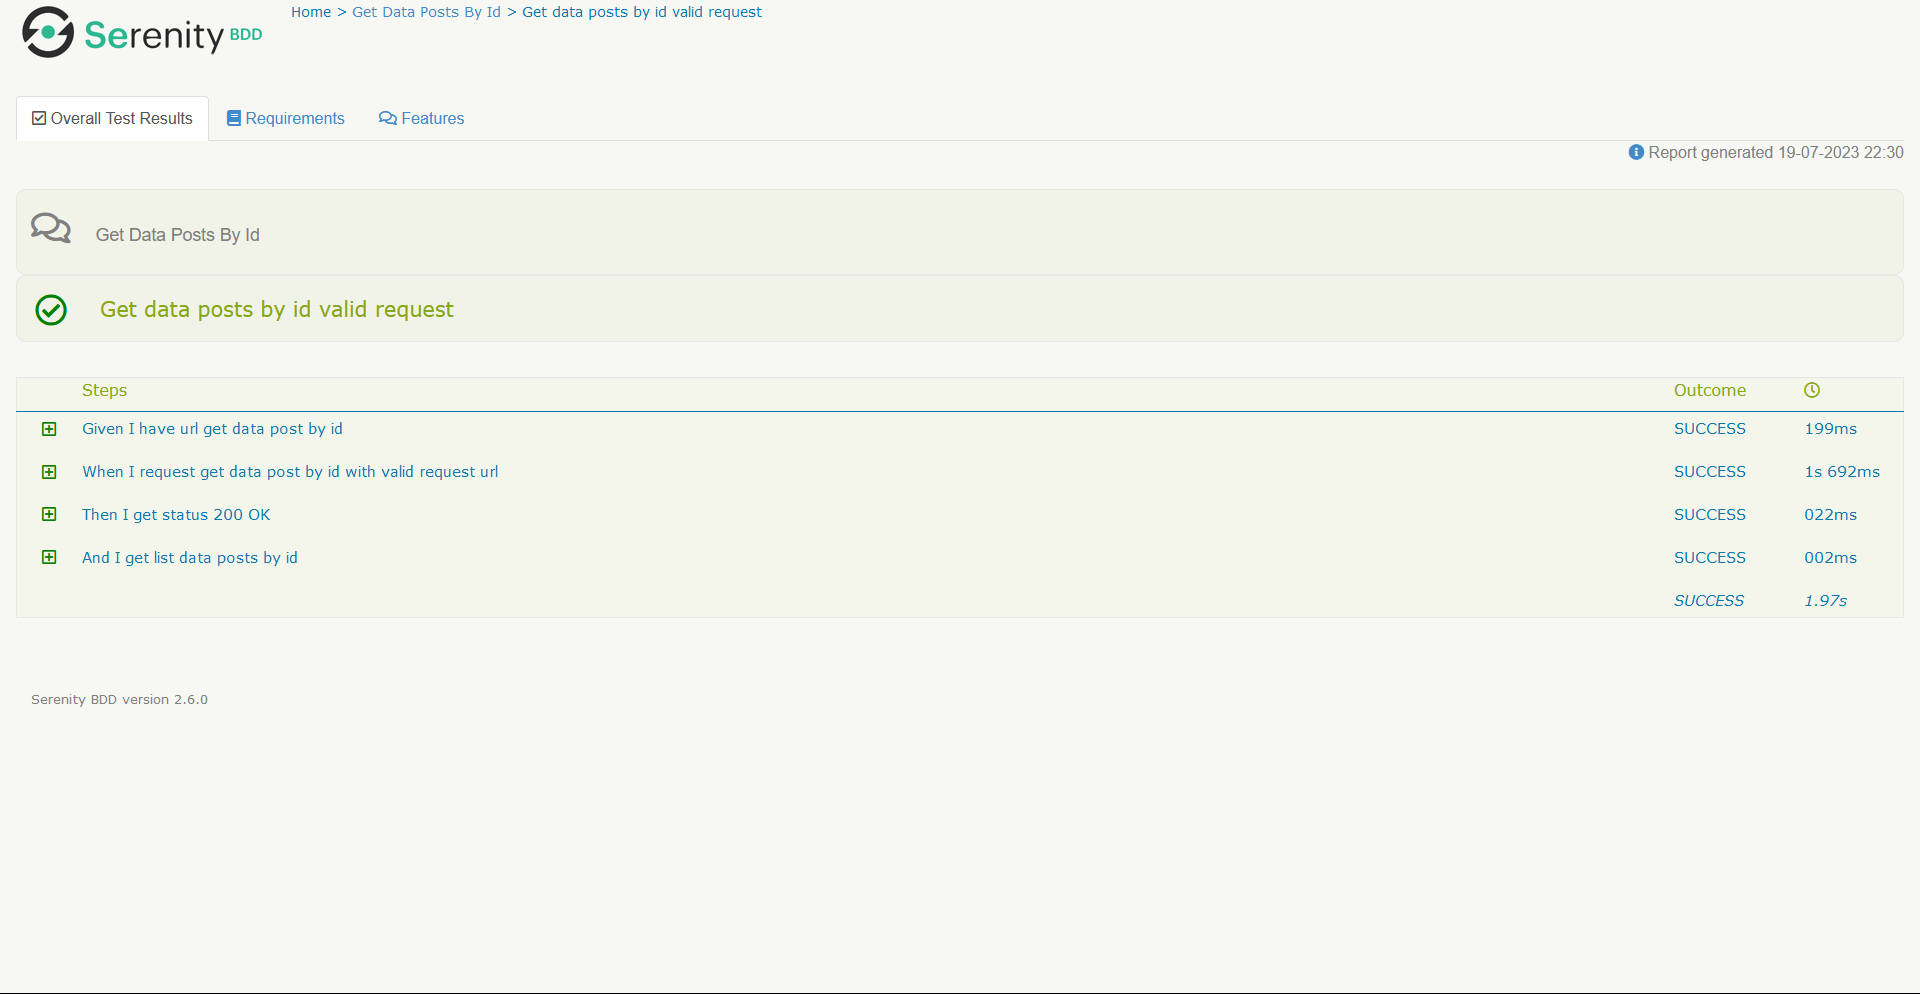 Serenity BDD
Home > Get Data Posts By Id > Get data posts by id valid request
Overall Test Results Requirements Features
Report generated 19-07-2023 22:30
Get Data Posts By Id
Get data posts by id valid request
Steps Outcome
Given I have url get data post by id SUCCESS 199ms
When I request get data post by id with valid request url SUCCESS 1s 692ms
Then I get status 200 OK SUCCESS 022ms
And I get list data posts by id SUCCESS 002ms
SUCCESS 1.97s
Serenity BDD version 2.6.0